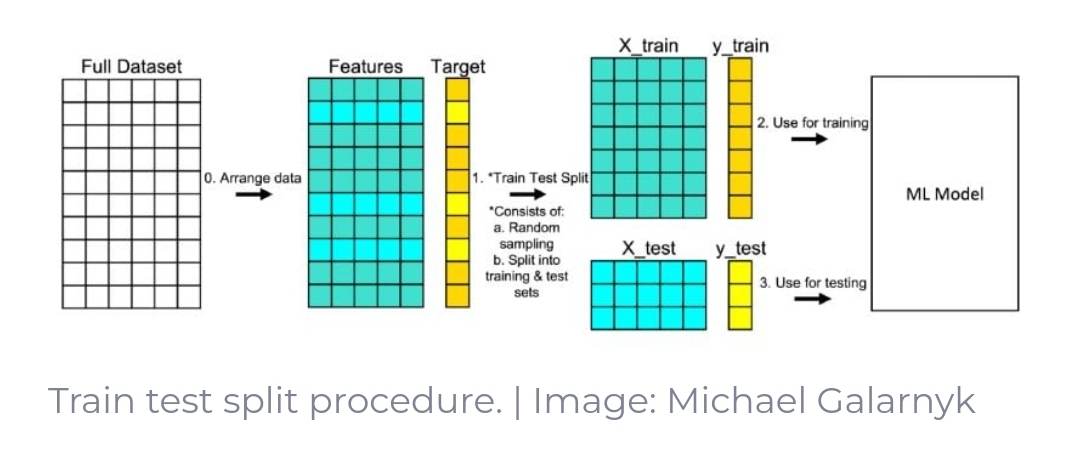 Full Dataset
0. Arrange data
Features
Target
1. *Train Test Split
*Consists of:
a. Random
sampling
b. Split into
training & test
sets
X_train
y_train
2. Use for training
X_test
y_test
3. Use for testing
ML Model
Train test split procedure. | Image: Michael Galarnyk